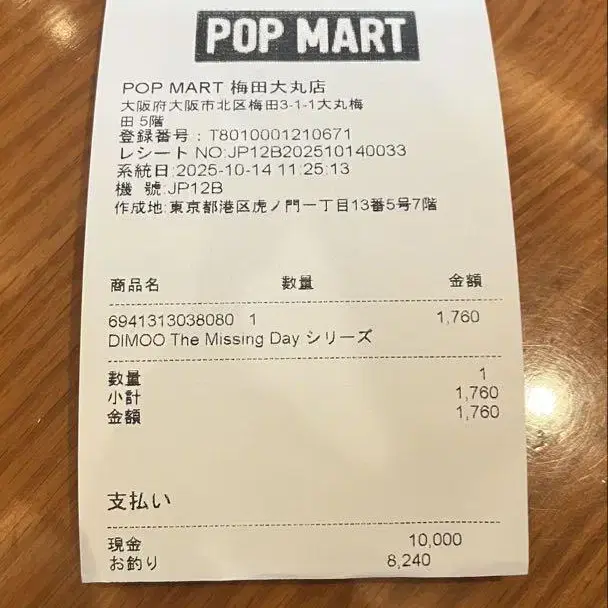 POP MART
POP MART 梅田大丸店
大阪府大阪市北区梅田3-1-1大丸梅
田 5階
登録番号：T8010001210671
レシート NO:JP12B202510140033
系統日:2025-10-14 11:25:13
機 號:JP12B
作成地:東京都港区虎ノ門一丁目13番5号7階
商品名 数量 金額
6941313038080 1 1,760
DIMOO The Missing Day シリーズ
数量 1
小計 1,760
金額 1,760
支払い
現金 10,000
お釣り 8,240